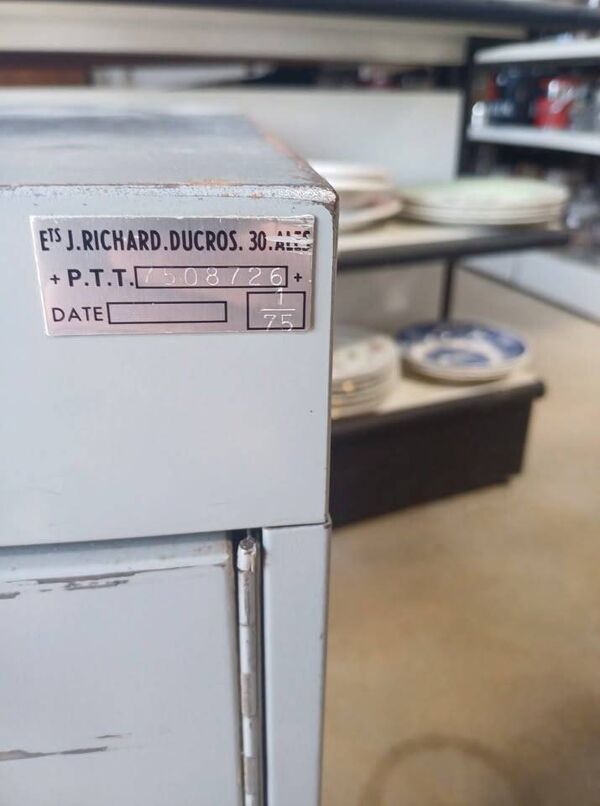 ETS J.RICHARD.DUCROS. 30.ALES
+ P.T.T. 7508726 +
DATE 1
75